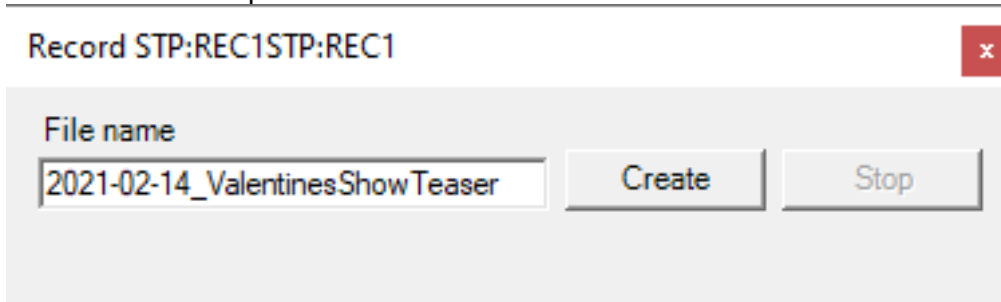 Record STP:REC1STP:REC1
x
File name
2021-02-14_ValentinesShowTeaser
Create
Stop